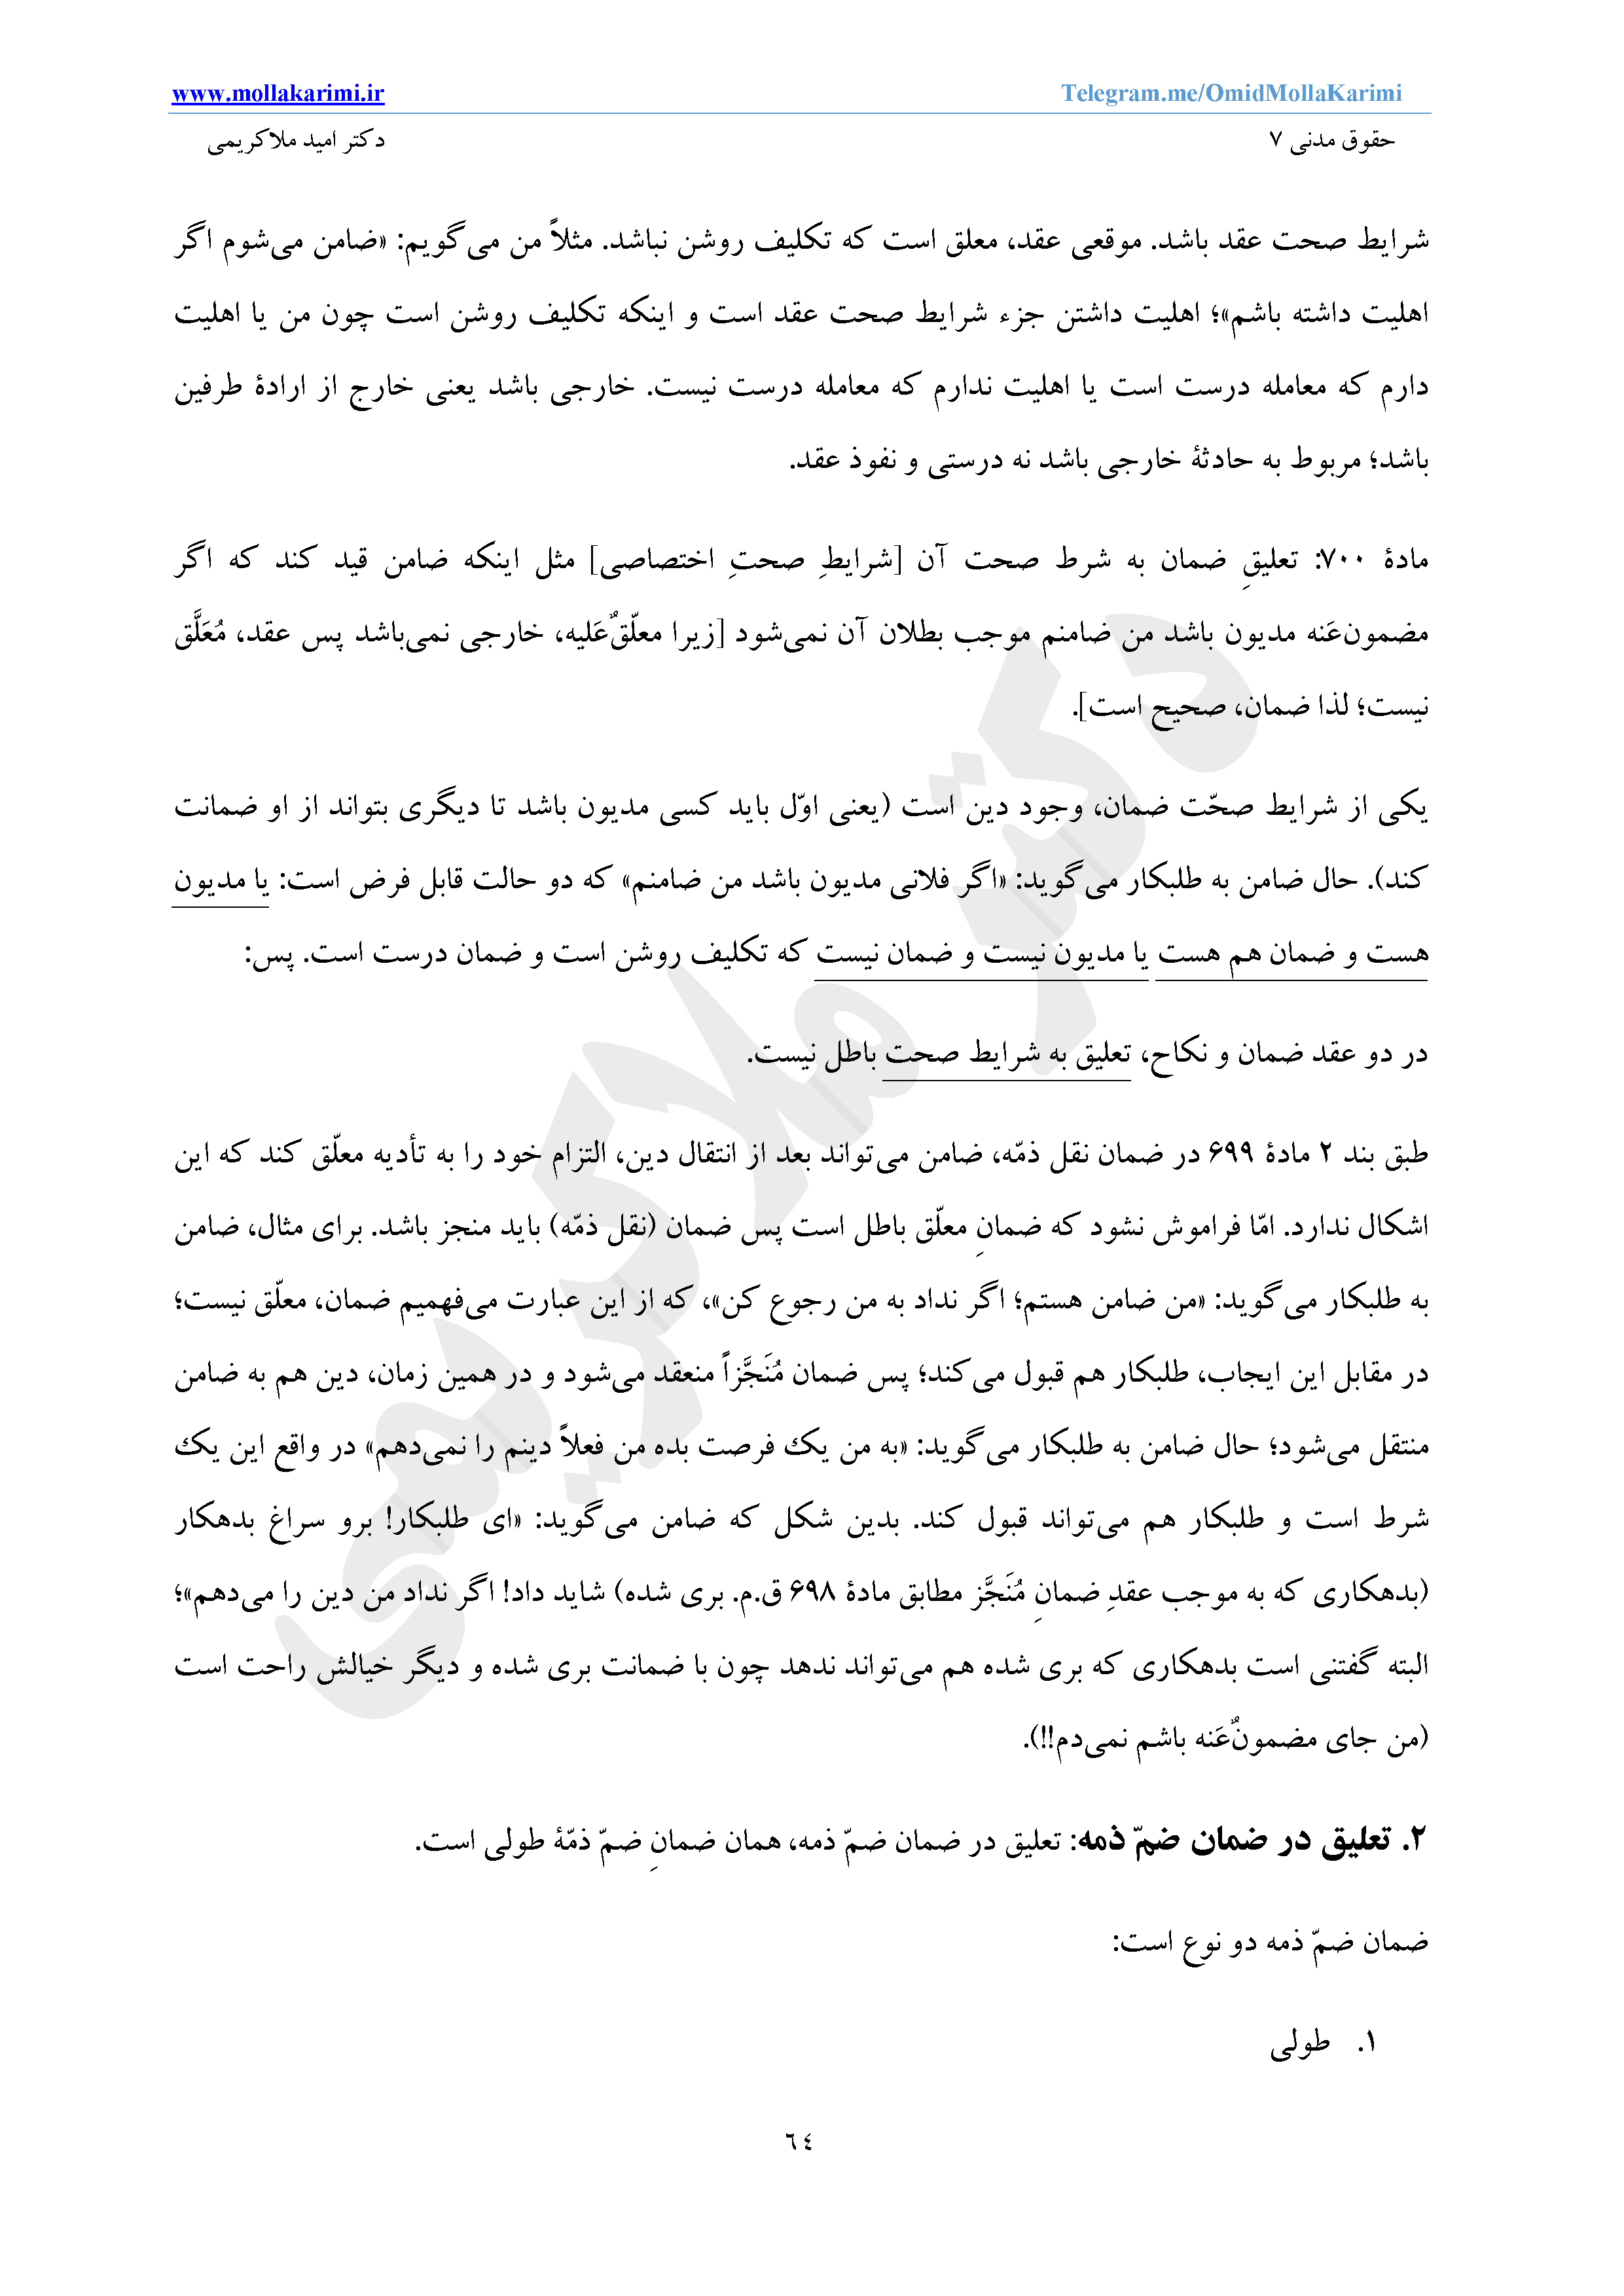 www.mollakarimi.ir Telegram.me/OmidMollaKarimi
حقوق مدنی ۷ دکتر امید ملاکریمی
شرایط صحت عقد باشد. موقعی عقد، معلق است که تکلیف روشن نباشد. مثلاً من می‌گویم: «ضامن می‌شوم اگر
اهلیت داشته باشم»؛ اهلیت داشتن جزء شرایط صحت عقد است و اینکه تکلیف روشن است چون من یا اهلیت
دارم که معامله درست است یا اهلیت ندارم که معامله درست نیست. خارجی باشد یعنی خارج از ارادهٔ طرفین
باشد؛ مربوط به حادثهٔ خارجی باشد نه درستی و نفوذ عقد.
مادهٔ ۷۰۰: تعلیقِ ضمان به شرط صحت آن [شرایطِ صحتِ اختصاصی] مثل اینکه ضامن قید کند که اگر
مضمون‌عَنه مدیون باشد من ضامنم موجب بطلان آن نمی‌شود [زیرا معلّقٌ‌عَلیه، خارجی نمی‌باشد پس عقد، مُعَلَّق
نیست؛ لذا ضمان، صحیح است].
یکی از شرایط صحّت ضمان، وجود دین است (یعنی اوّل باید کسی مدیون باشد تا دیگری بتواند از او ضمانت
کند). حال ضامن به طلبکار می‌گوید: «اگر فلانی مدیون باشد من ضامنم» که دو حالت قابل فرض است: یا مدیون
هست و ضمان هم هست یا مدیون نیست و ضمان نیست که تکلیف روشن است و ضمان درست است. پس:
در دو عقد ضمان و نکاح، تعلیق به شرایط صحت باطل نیست.
طبق بند ۲ مادهٔ ۶۹۹ در ضمان نقل ذمّه، ضامن می‌تواند بعد از انتقال دین، التزام خود را به تأدیه معلّق کند که این
اشکال ندارد. امّا فراموش نشود که ضمانِ معلّق باطل است پس ضمان (نقل ذمّه) باید منجز باشد. برای مثال، ضامن
به طلبکار می‌گوید: «من ضامن هستم؛ اگر نداد به من رجوع کن»، که از این عبارت می‌فهمیم ضمان، معلّق نیست؛
در مقابل این ایجاب، طلبکار هم قبول می‌کند؛ پس ضمان مُنَجَّزاً منعقد می‌شود و در همین زمان، دین هم به ضامن
منتقل می‌شود؛ حال ضامن به طلبکار می‌گوید: «به من یک فرصت بده من فعلاً دینم را نمی‌دهم» در واقع این یک
شرط است و طلبکار هم می‌تواند قبول کند. بدین شکل که ضامن می‌گوید: «ای طلبکار! برو سراغ بدهکار
(بدهکاری که به موجب عقدِ ضمانِ مُنَجَّز مطابق مادهٔ ۶۹۸ ق.م. بری شده) شاید داد! اگر نداد من دین را می‌دهم»؛
البته گفتنی است بدهکاری که بری شده هم می‌تواند ندهد چون با ضمانت بری شده و دیگر خیالش راحت است
(من جای مضمونٌ‌عَنه باشم نمی‌دم!!).
۲. تعلیق در ضمان ضمّ ذمه: تعلیق در ضمان ضمّ ذمه، همان ضمانِ ضمّ ذمّهٔ طولی است.
ضمان ضمّ ذمه دو نوع است:
۱. طولی
٦٤
دکتر ملاکریمی